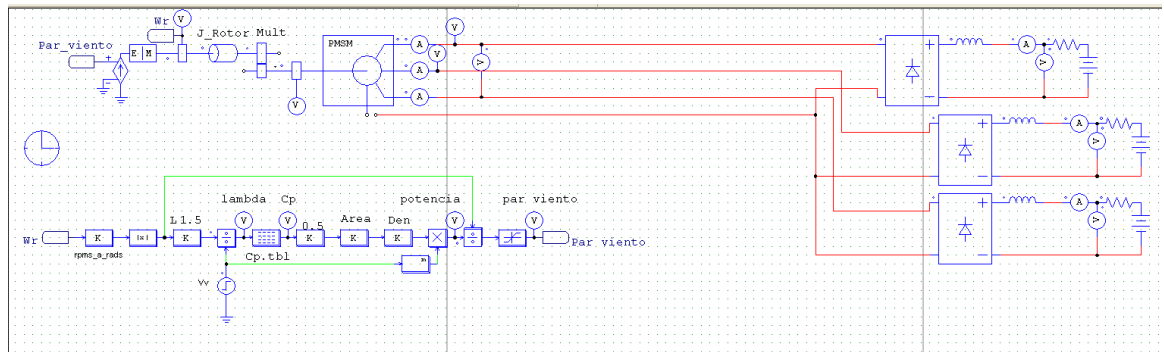 Wr
V
J_Rotor Mult
Par_viento
E M
PMSM
A
V
V
A
V
A
V
A
V
A
V
A
V
lambda Cp
potencia
par viento
L1.5
V
V
0.5
Area
Den
V
V
Wr
K
|x|
K
K
K
K
Par viento
rpms_a_rads
Cp.tbl
Vv